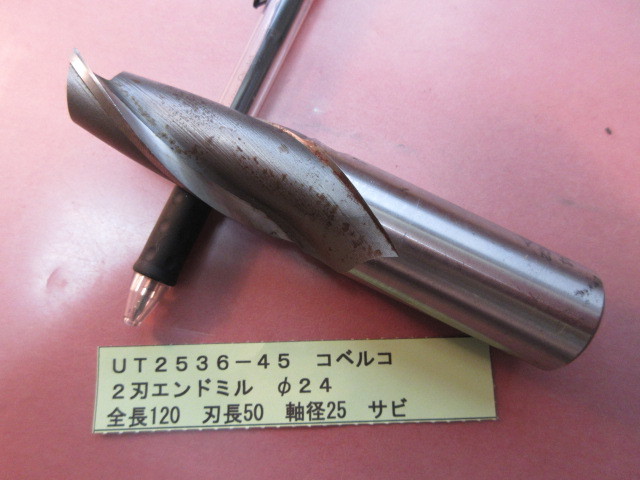 UT2536-45 コベルコ
2刃エンドミル φ24
全長120 刃長50 軸径25 サビ